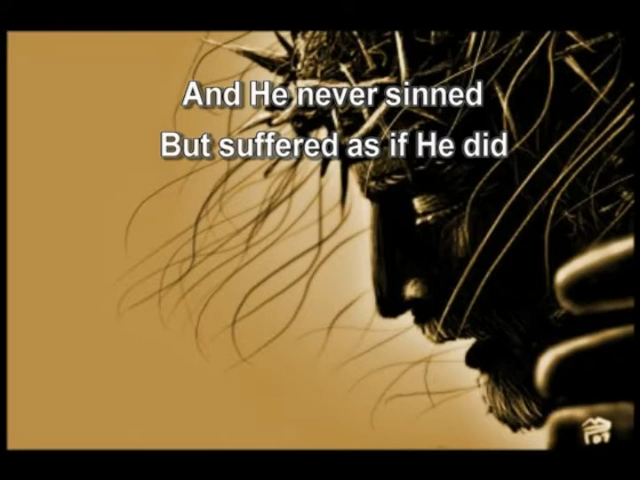 And He never sinned
But suffered as if He did